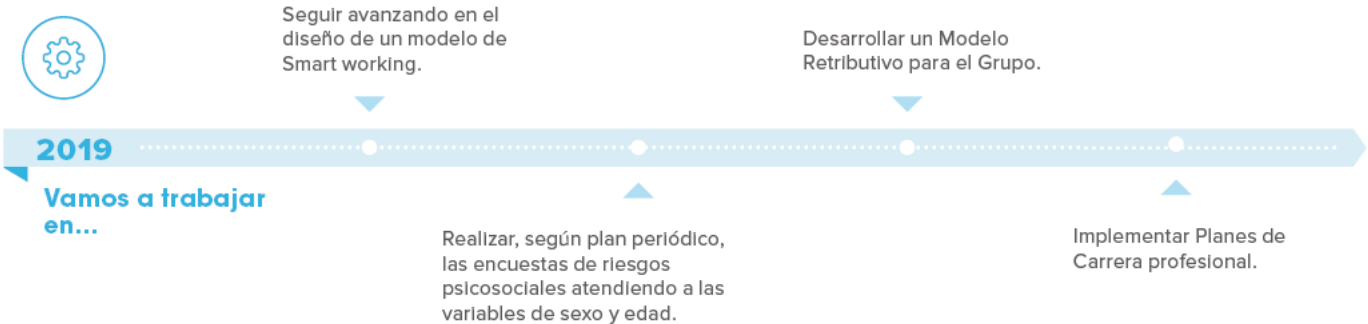 Seguir avanzando en el
diseño de un modelo de
Smart working.
Desarrollar un Modelo
Retributivo para el Grupo.
2019
Vamos a trabajar
en...
Realizar, según plan periódico,
las encuestas de riesgos
psicosociales atendiendo a las
variables de sexo y edad.
Implementar Planes de
Carrera profesional.